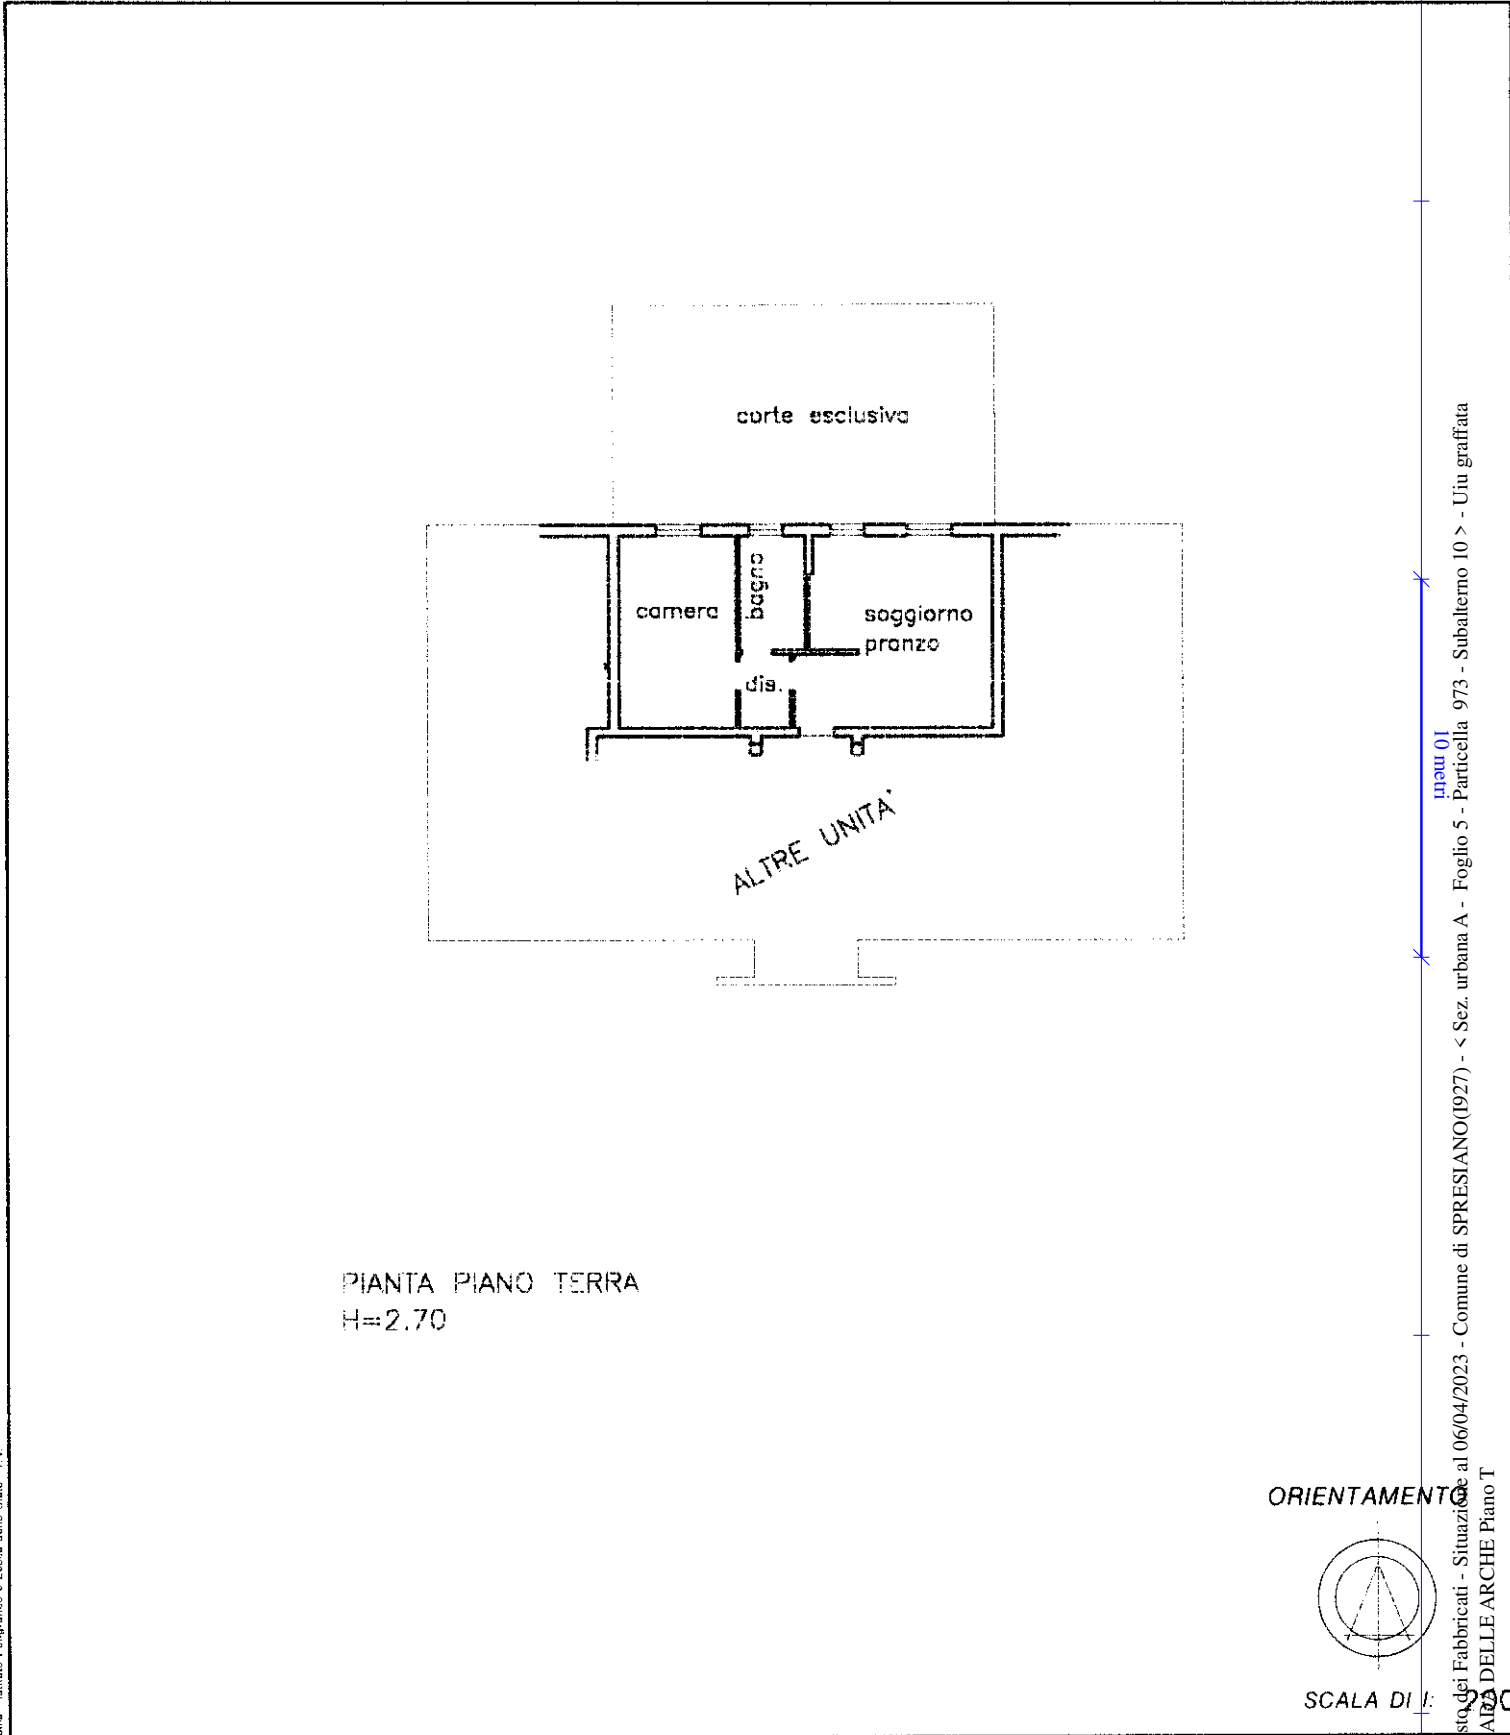 corte esclusiva
camera
bagno
soggiorno
pranzo
dis.
ALTRE UNITA'
PIANTA PIANO TERRA
H=2.70
10 metri
sto dei Fabbricati - Situazione al 06/04/2023 - Comune di SPRESIANO(I927) - < Sez. urbana A - Foglio 5 - Particella 973 - Subalterno 10 > - Uiu graffata
DELLE ARCHE Piano T
ORIENTAMENTO
SCALA DI 1: 200